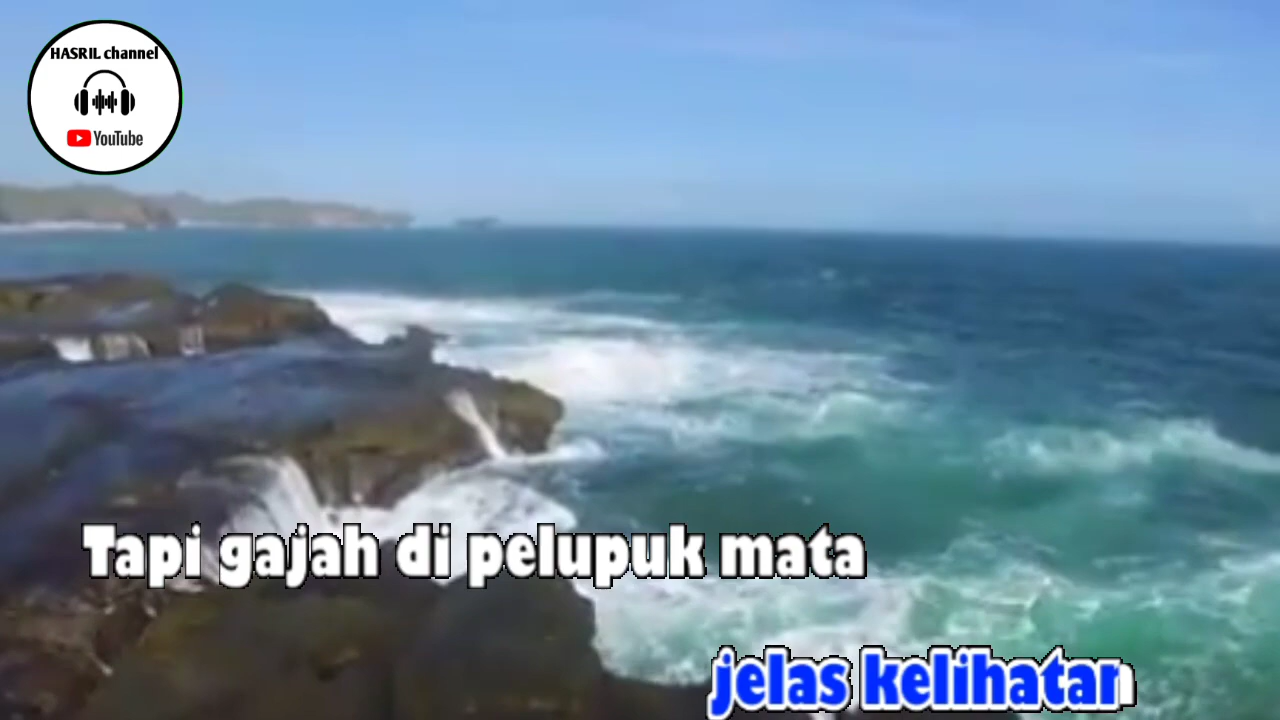 HASRIL channel
YouTube
Tapi gajah di pelupuk mata
jelas kelihatan